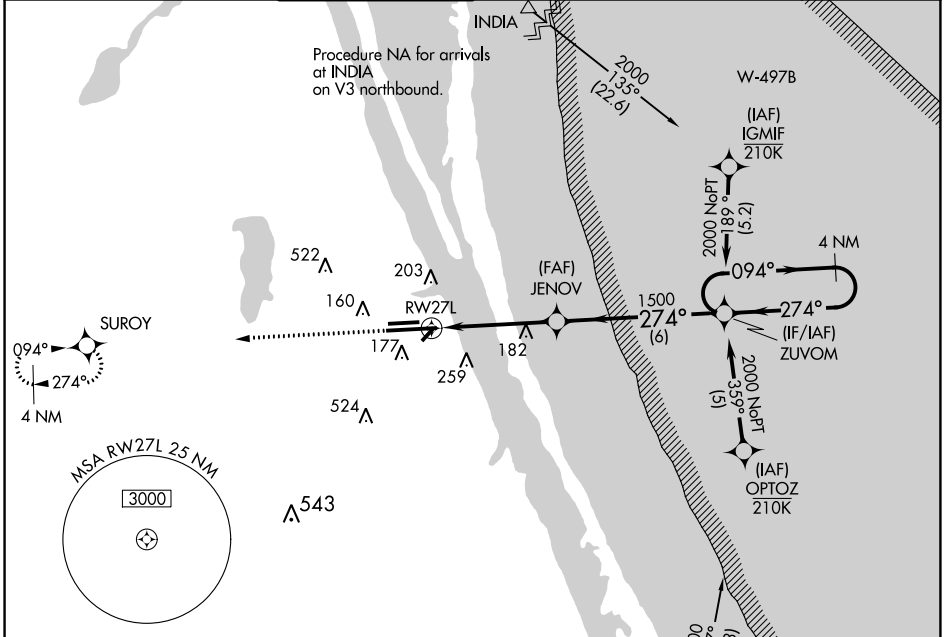 INDIA
Procedure NA for arrivals
at INDIA
on V3 northbound.
2000
135°
(22.6)
W-497B
(IAF)
IGMIF
210K
2000 NoPT
189°
(5.2)
4 NM
094°
522
203
(FAF)
JENOV
160
RW27L
1500
274°
(6)
274°
(IF/IAF)
ZUVOM
SUROY
094°
274°
4 NM
177
259
182
2000 NoPT
359°
(5)
524
(IAF)
OPTOZ
210K
MSA RW27L 25 NM
3000
543